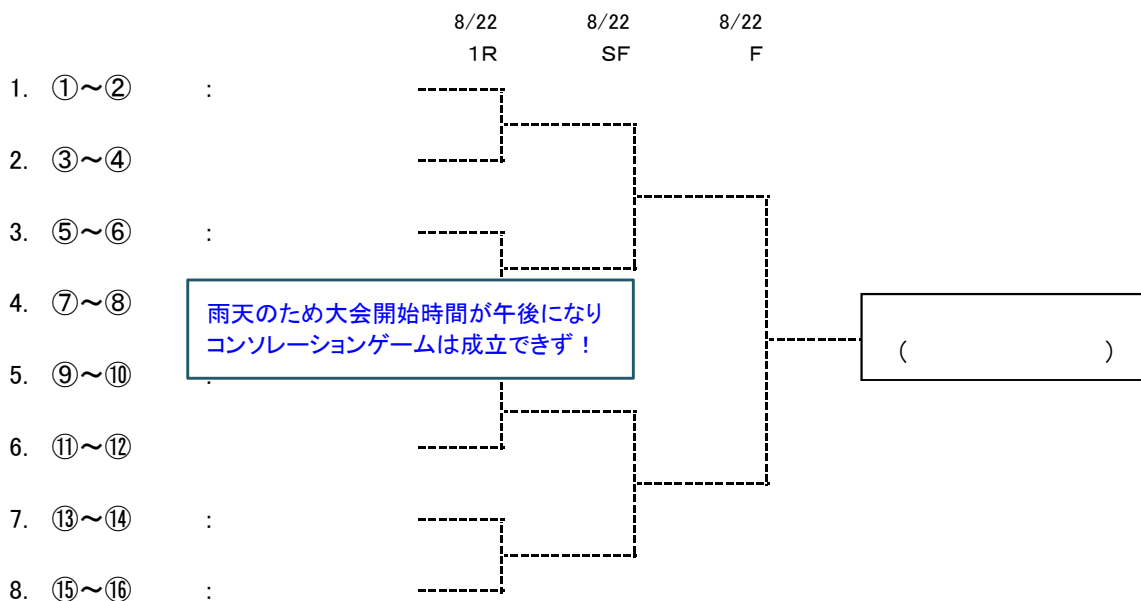 8/22 8/22 8/22
1R SF F
1. ①～② :
2. ③～④
3. ⑤～⑥ :
4. ⑦～⑧
雨天のため大会開始時間が午後になり
コンソレーションゲームは成立できず！
( )
5. ⑨～⑩ :
6. ⑪～⑫
7. ⑬～⑭ :
8. ⑮～⑯ :